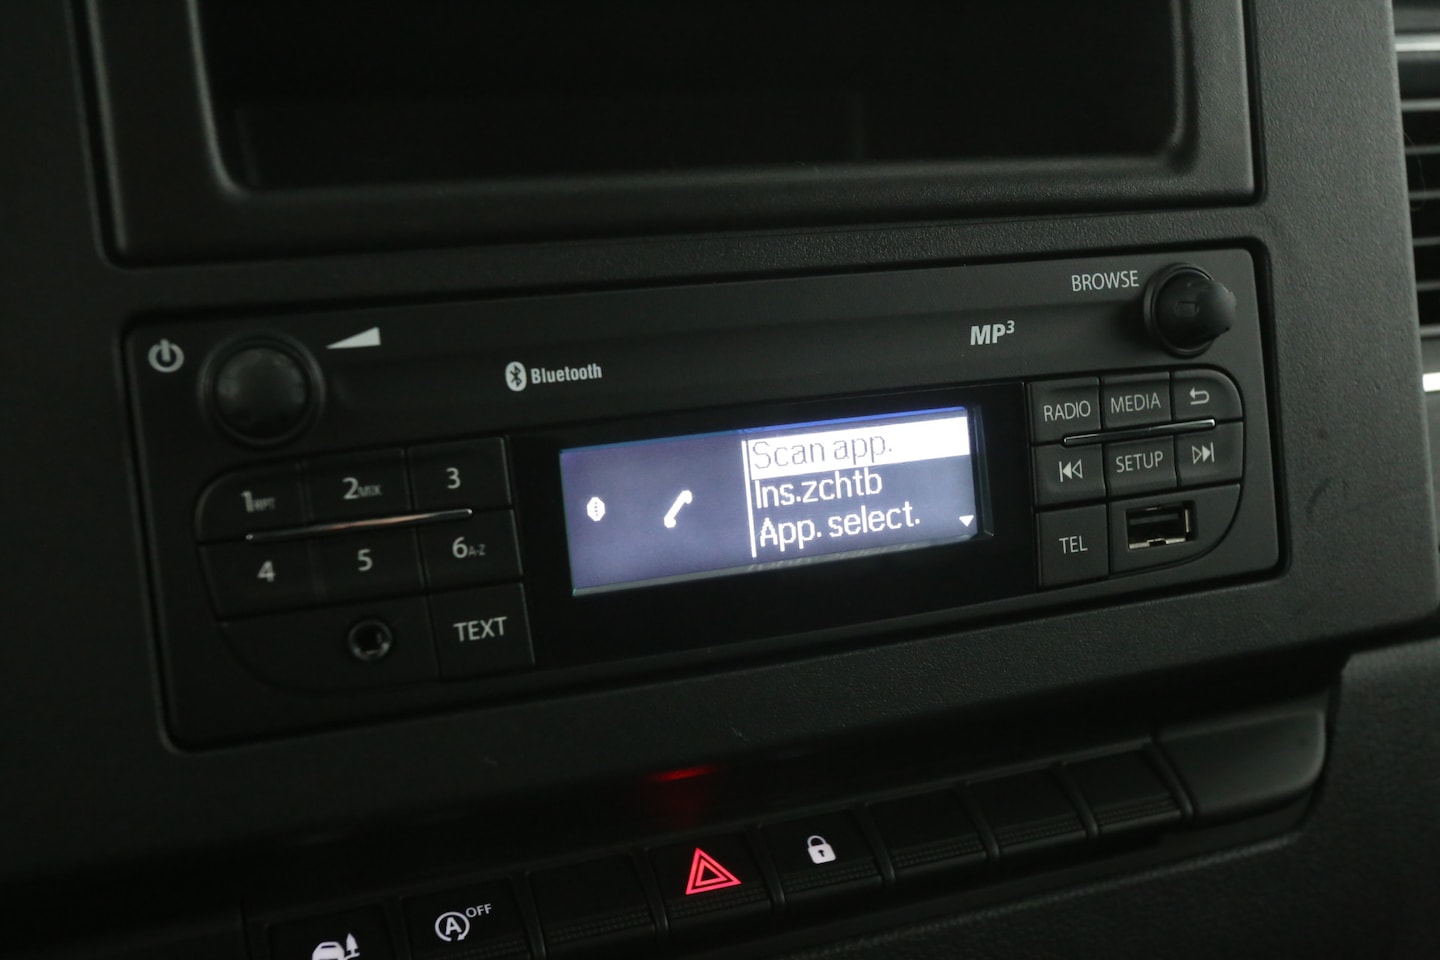 BROWSE
MP3
Bluetooth
1RPT 2MIX 3
4 5 6A-Z
TEXT
Scan app.
Ins.zchtb
App. select.
RADIO MEDIA
SETUP
TEL
A OFF